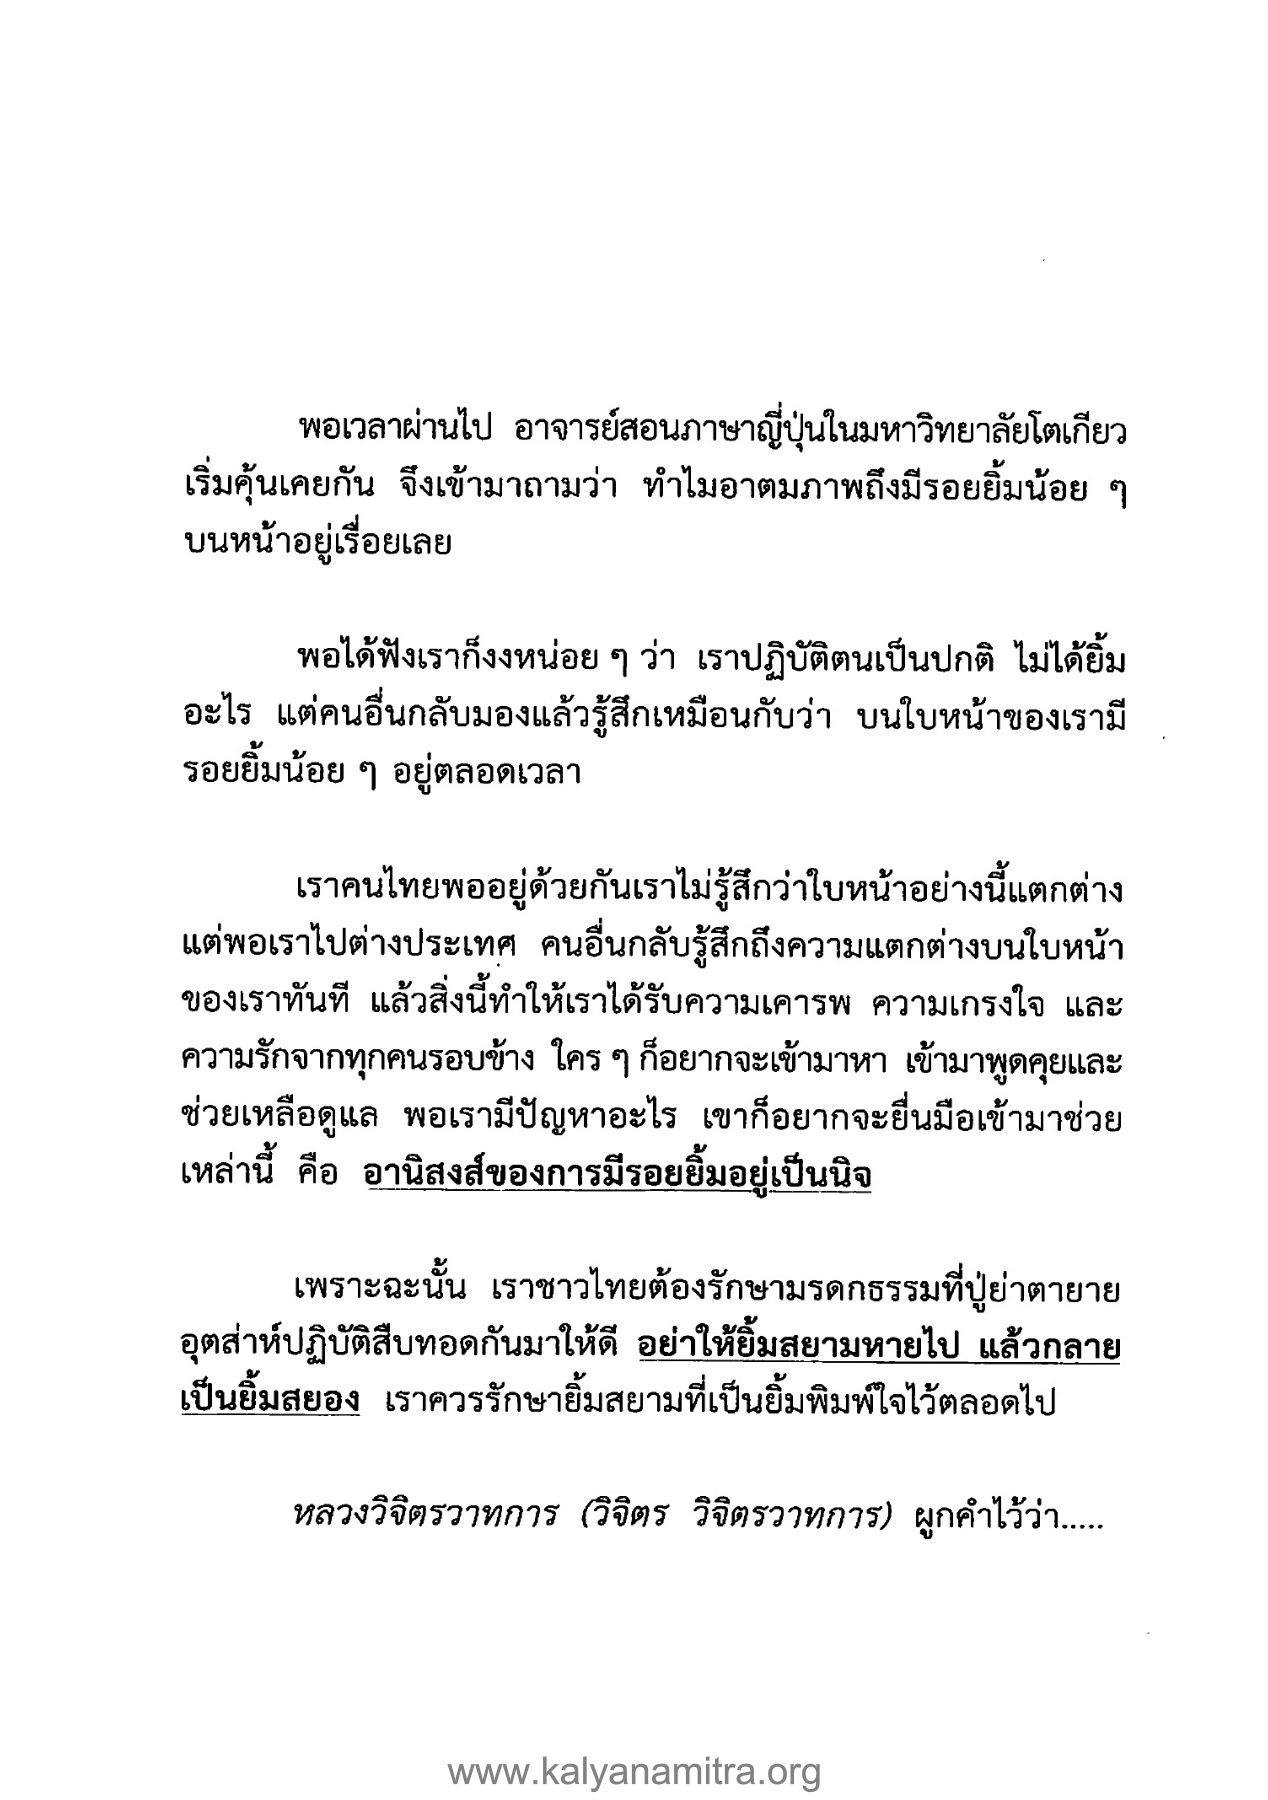 พอเวลาผ่านไป อาจารย์สอนภาษาญี่ปุ่นในมหาวิทยาลัยโตเกียว
เริ่มคุ้นเคยกัน จึงเข้ามาถามว่า ทำไมอาตมภาพถึงมีรอยยิ้มน้อย ๆ
บนหน้าอยู่เรื่อยเลย
พอได้ฟังเราก็งงหน่อย ๆ ว่า เราปฏิบัติตนเป็นปกติ ไม่ได้ยิ้ม
อะไร แต่คนอื่นกลับมองแล้วรู้สึกเหมือนกับว่า บนใบหน้าของเรามี
รอยยิ้มน้อย ๆ อยู่ตลอดเวลา
เราคนไทยพออยู่ด้วยกันเราไม่รู้สึกว่าใบหน้าอย่างนี้แตกต่าง
แต่พอเราไปต่างประเทศ คนอื่นกลับรู้สึกถึงความแตกต่างบนใบหน้า
ของเราทันที แล้วสิ่งนี้ทำให้เราได้รับความเคารพ ความเกรงใจ และ
ความรักจากทุกคนรอบข้าง ใคร ๆ ก็อยากจะเข้ามาหา เข้ามาพูดคุยและ
ช่วยเหลือดูแล พอเรามีปัญหาอะไร เขาก็อยากจะยื่นมือเข้ามาช่วย
เหล่านี้ คือ อานิสงส์ของการมีรอยยิ้มอยู่เป็นนิจ
เพราะฉะนั้น เราชาวไทยต้องรักษามรดกธรรมที่ปู่ย่าตายาย
อุตส่าห์ปฏิบัติสืบทอดกันมาให้ดี อย่าให้ยิ้มสยามหายไป แล้วกลาย
เป็นยิ้มสยอง เราควรรักษายิ้มสยามที่เป็นยิ้มพิมพ์ใจไว้ตลอดไป
หลวงวิจิตรวาทการ (วิจิตร วิจิตรวาทการ) ผูกคำไว้ว่า.....
www.kalyanamitra.org